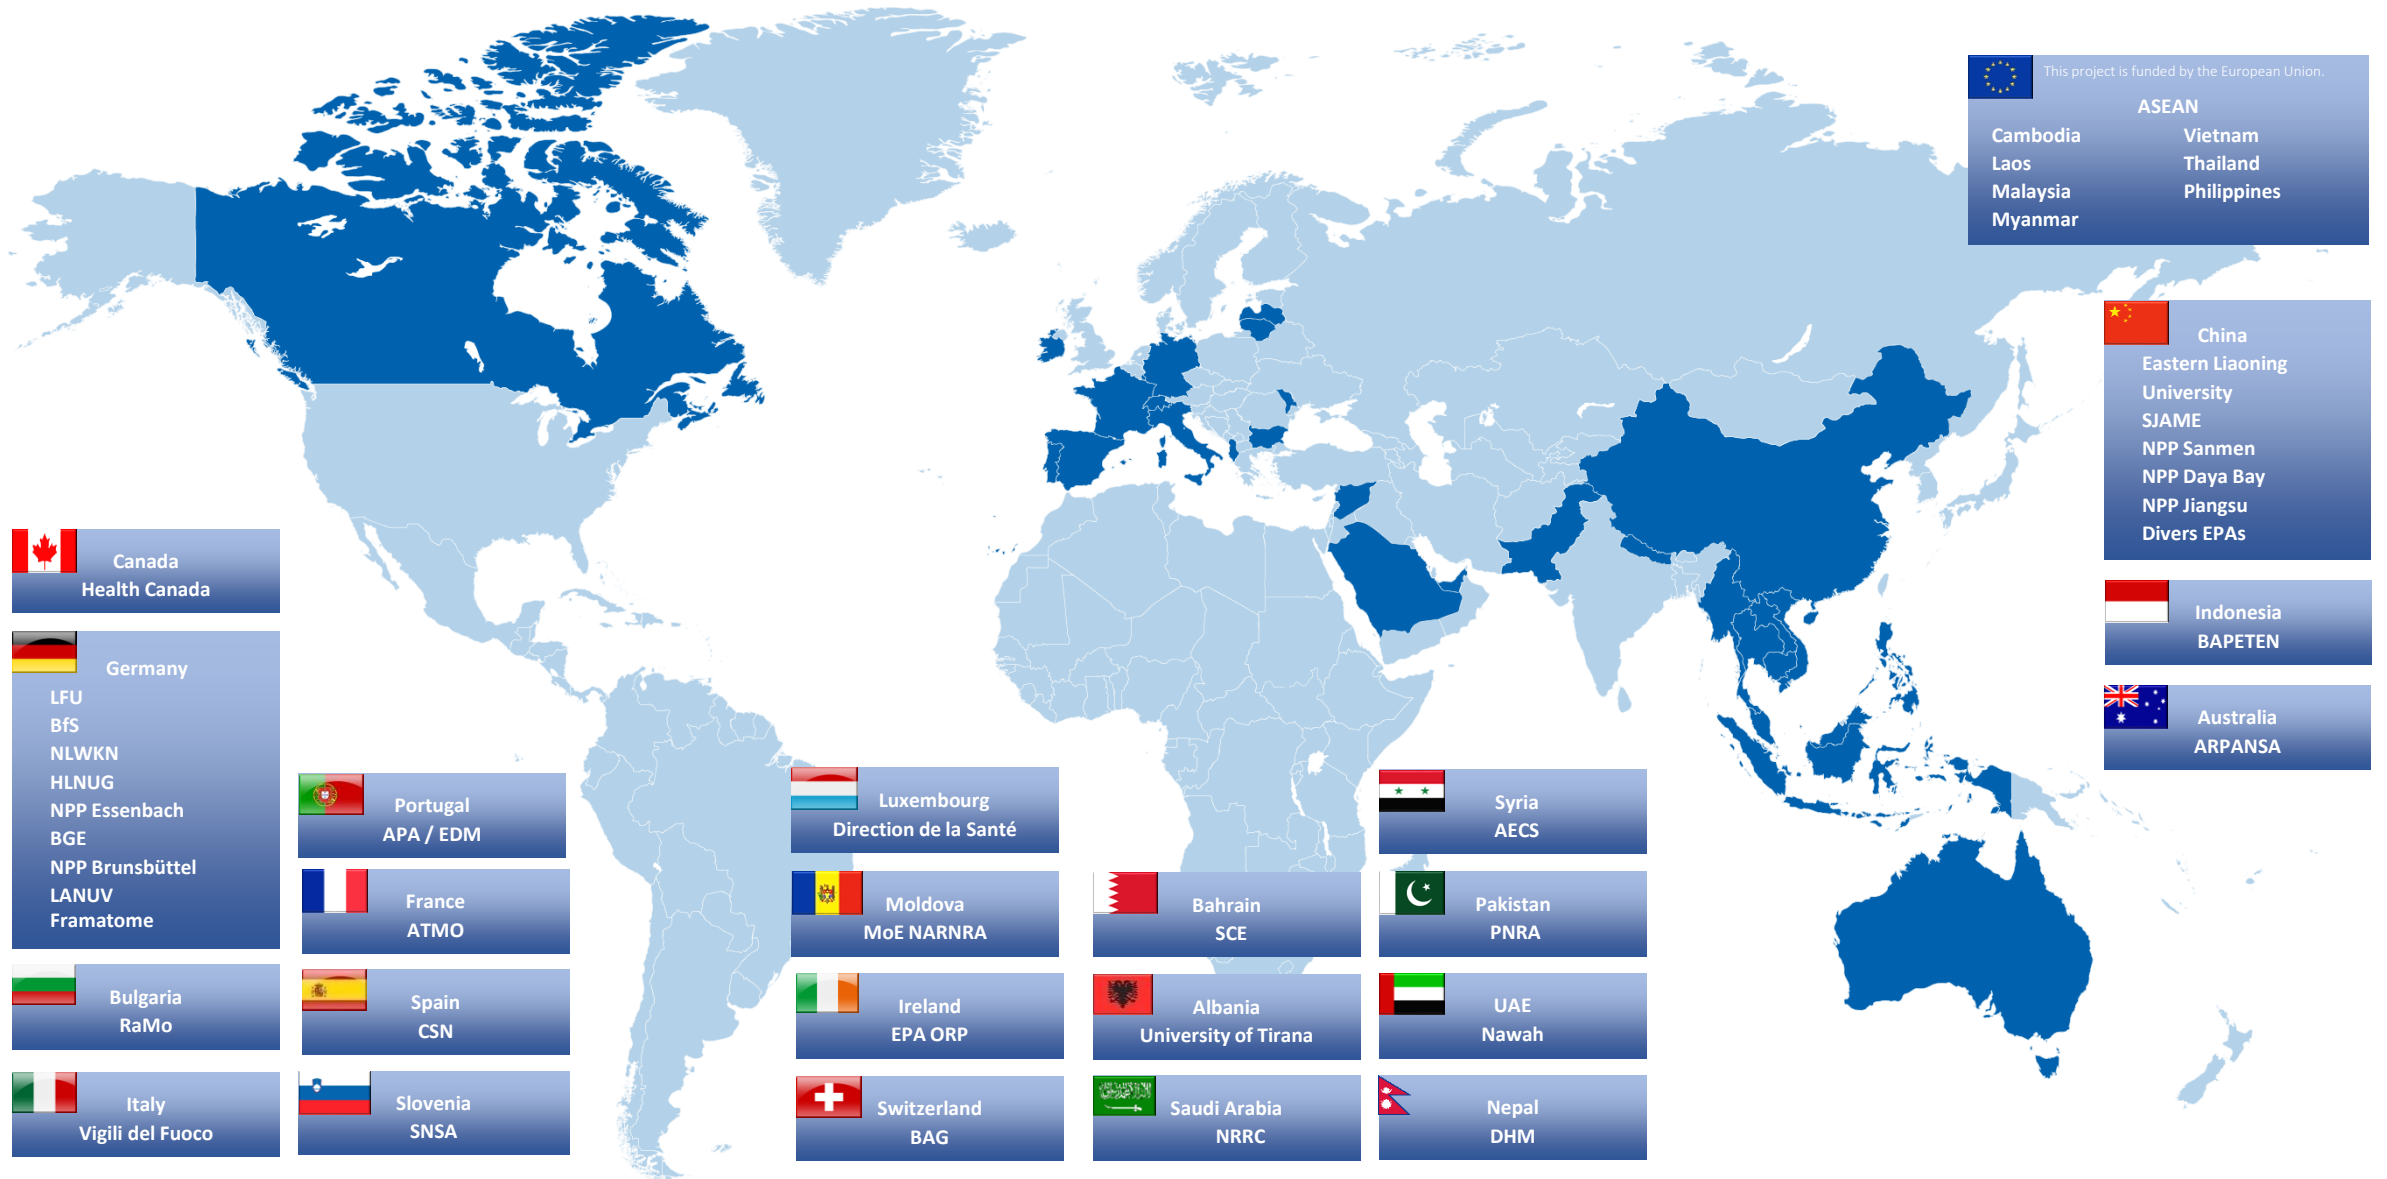 This project is funded by the European Union.
ASEAN
Cambodia
Vietnam
Laos
Thailand
Malaysia
Philippines
Myanmar
China
Eastern Liaoning
University
SJAME
NPP Sanmen
NPP Daya Bay
NPP Jiangsu
Divers EPAs
Indonesia
BAPETEN
Australia
ARPANSA
Canada
Health Canada
Germany
LFU
BfS
NLWKN
HLNUG
NPP Essenbach
BGE
NPP Brunsbüttel
LANUV
Framatome
Bulgaria
RaMo
Italy
Vigili del Fuoco
Portugal
APA / EDM
France
ATMO
Spain
CSN
Slovenia
SNSA
Luxembourg
Direction de la Santé
Moldova
MoE NARNRA
Ireland
EPA ORP
Switzerland
BAG
Bahrain
SCE
Albania
University of Tirana
Saudi Arabia
NRRC
Syria
AECS
Pakistan
PNRA
UAE
Nawah
Nepal
DHM